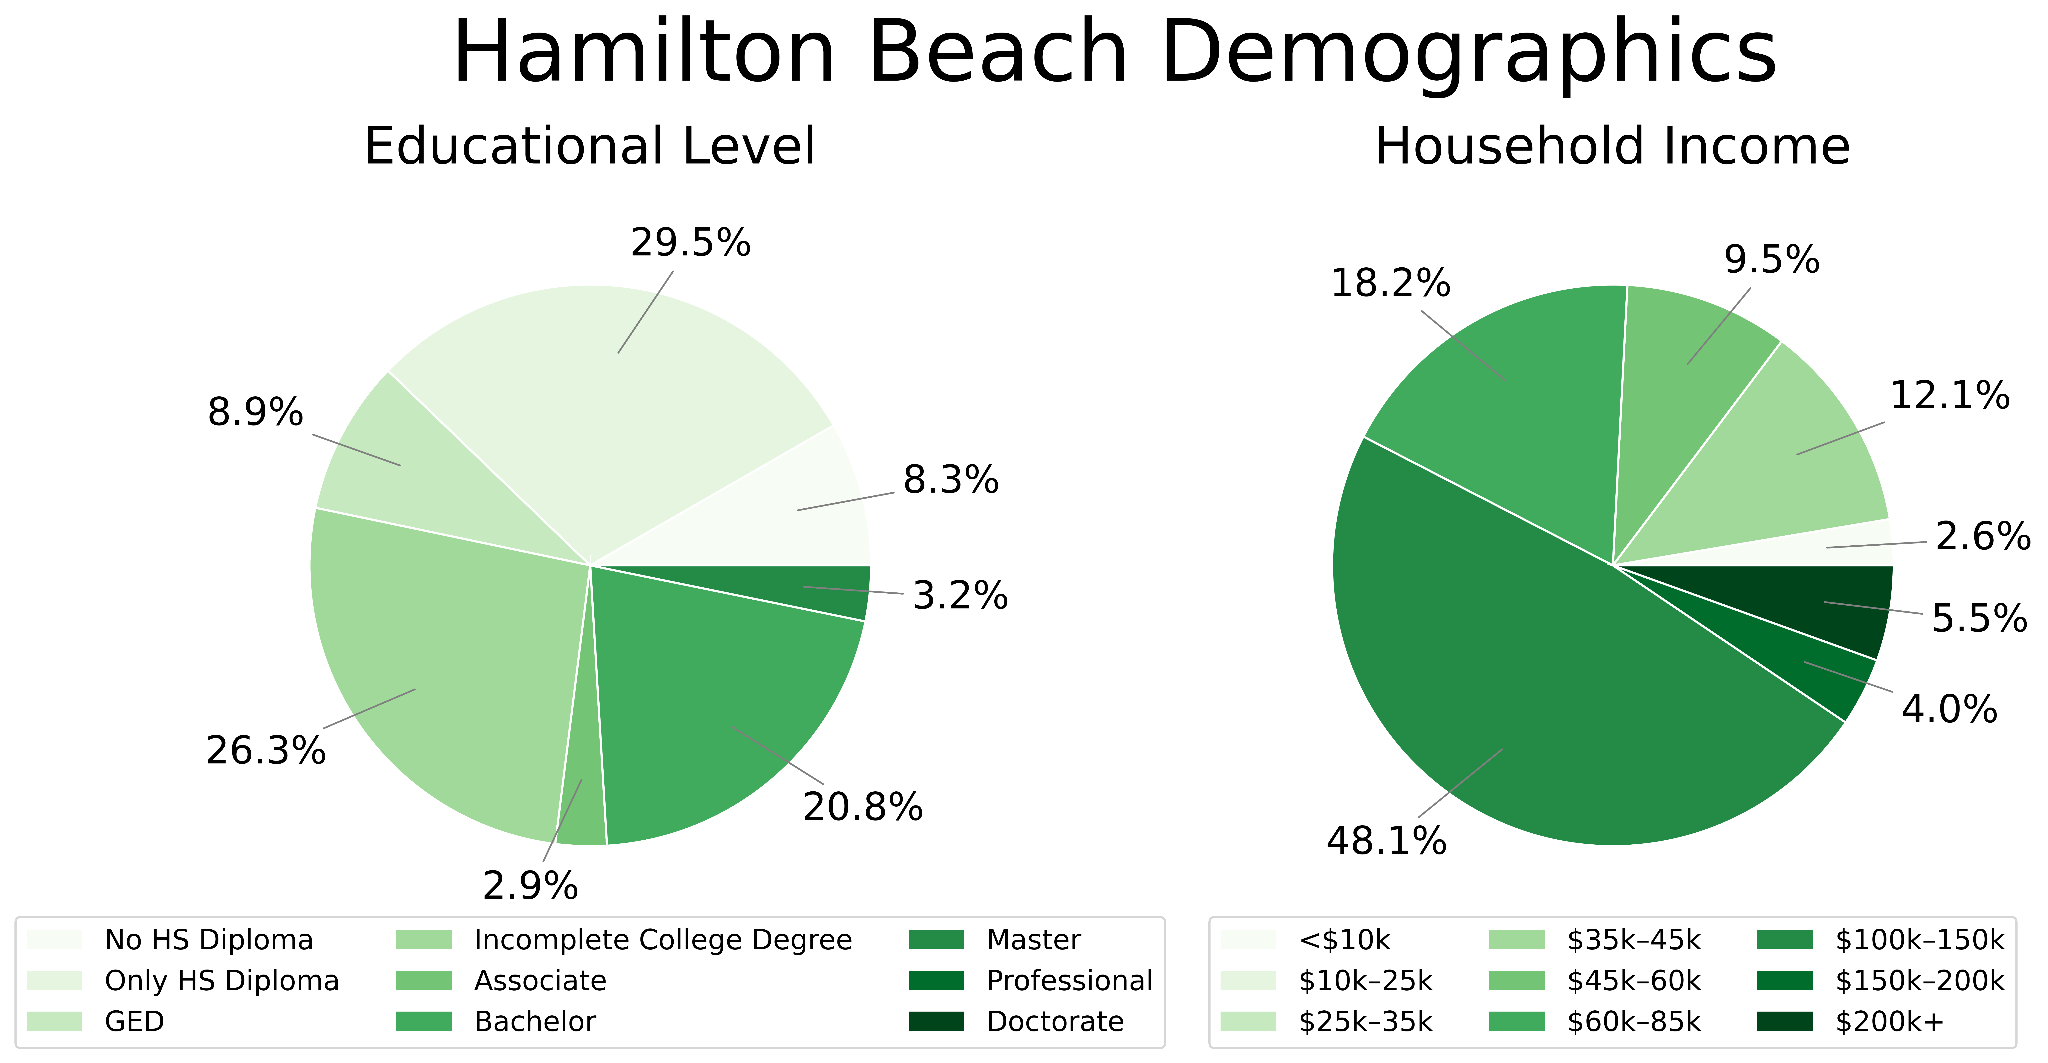 Hamilton Beach Demographics
Educational Level
29.5%
8.9%
8.3%
3.2%
26.3%
20.8%
2.9%
No HS Diploma
Only HS Diploma
GED
Incomplete College Degree
Associate
Bachelor
Master
Professional
Doctorate
Household Income
9.5%
18.2%
12.1%
2.6%
5.5%
4.0%
48.1%
<$10k
$10k–25k
$25k–35k
$35k–45k
$45k–60k
$60k–85k
$100k–150k
$150k–200k
$200k+